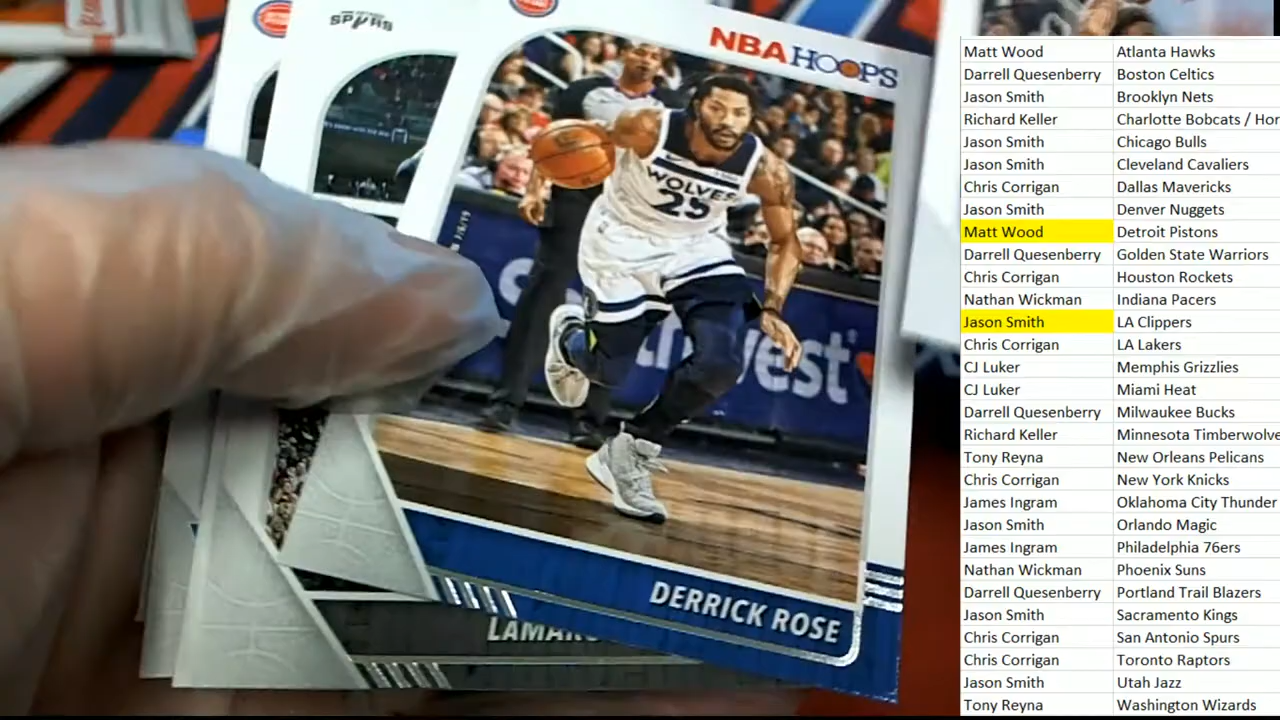 SPURS
NBA HOOPS
WOLVES
25
DERRICK ROSE
Matt Wood Atlanta Hawks
Darrell Quesenberry Boston Celtics
Jason Smith Brooklyn Nets
Richard Keller Charlotte Bobcats / Hor
Jason Smith Chicago Bulls
Jason Smith Cleveland Cavaliers
Chris Corrigan Dallas Mavericks
Jason Smith Denver Nuggets
Matt Wood Detroit Pistons
Darrell Quesenberry Golden State Warriors
Chris Corrigan Houston Rockets
Nathan Wickman Indiana Pacers
Jason Smith LA Clippers
Chris Corrigan LA Lakers
CJ Luker Memphis Grizzlies
CJ Luker Miami Heat
Darrell Quesenberry Milwaukee Bucks
Richard Keller Minnesota Timberwolve
Tony Reyna New Orleans Pelicans
Chris Corrigan New York Knicks
James Ingram Oklahoma City Thunder
Jason Smith Orlando Magic
James Ingram Philadelphia 76ers
Nathan Wickman Phoenix Suns
Darrell Quesenberry Portland Trail Blazers
Jason Smith Sacramento Kings
Chris Corrigan San Antonio Spurs
Chris Corrigan Toronto Raptors
Jason Smith Utah Jazz
Tony Reyna Washington Wizards